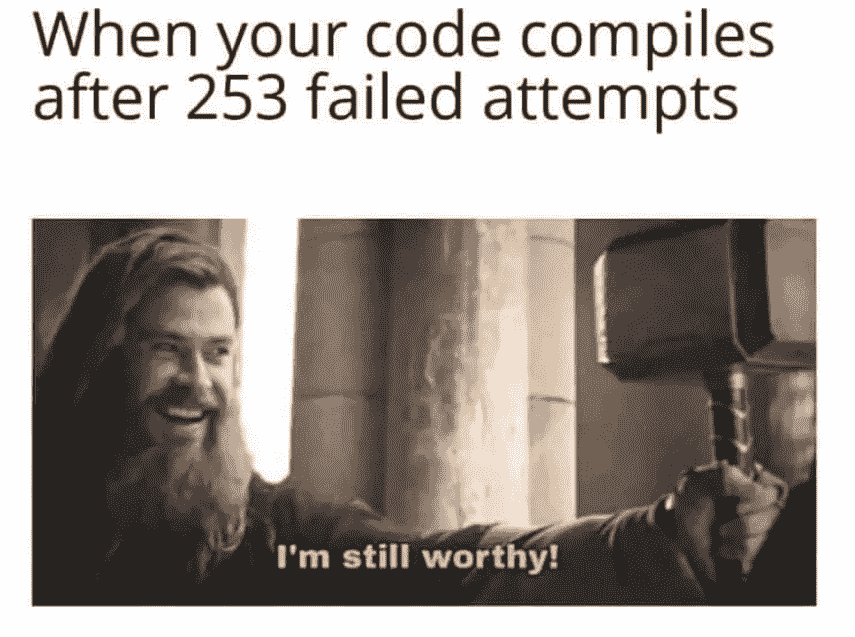 When your code compiles
after 253 failed attempts
I'm still worthy!